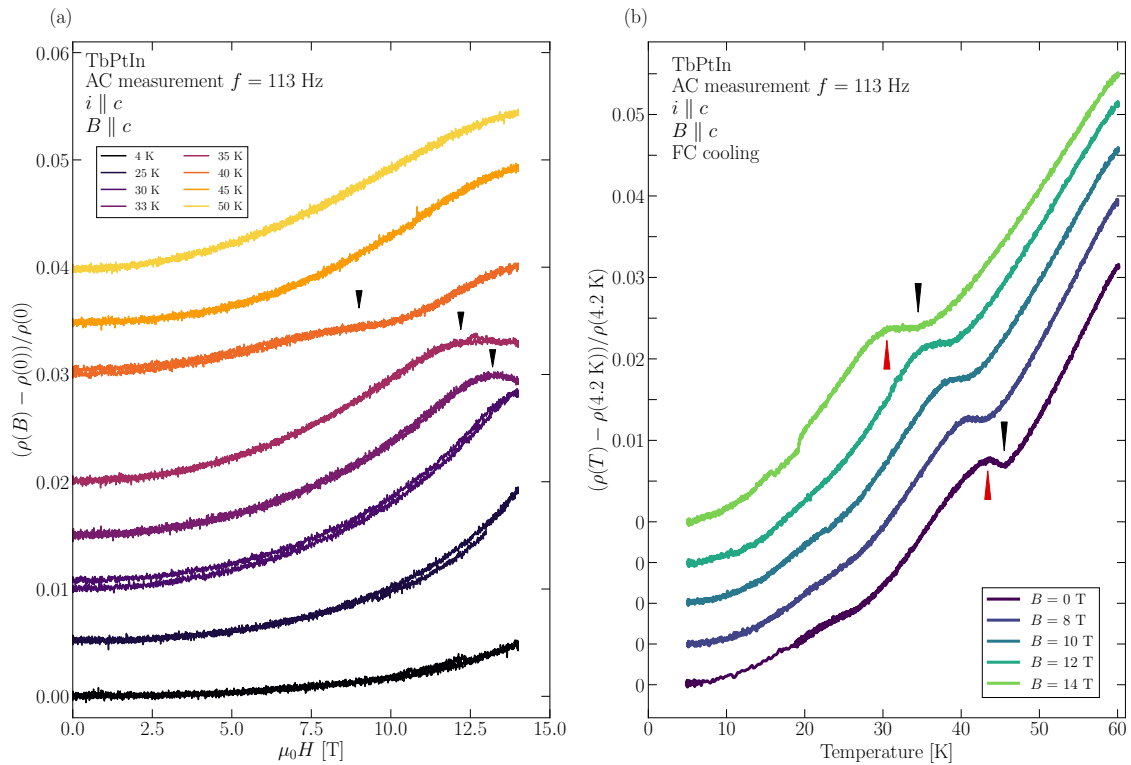 (a)
TbPtIn
AC measurement f = 113 Hz
i ∥ c
B ∥ c
4 K
25 K
30 K
33 K
35 K
40 K
45 K
50 K
0.06
0.05
0.04
0.03
0.02
0.01
0.00
(ρ(B) − ρ(0))/ρ(0)
0.0 2.5 5.0 7.5 10.0 12.5 15.0
μ₀H [T]
(b)
TbPtIn
AC measurement f = 113 Hz
i ∥ c
B ∥ c
FC cooling
0.05
0.04
0.03
0.02
0.01
0
0
0
0
0
(ρ(T) − ρ(4.2 K))/ρ(4.2 K)
B = 0 T
B = 8 T
B = 10 T
B = 12 T
B = 14 T
0 10 20 30 40 50 60
Temperature [K]